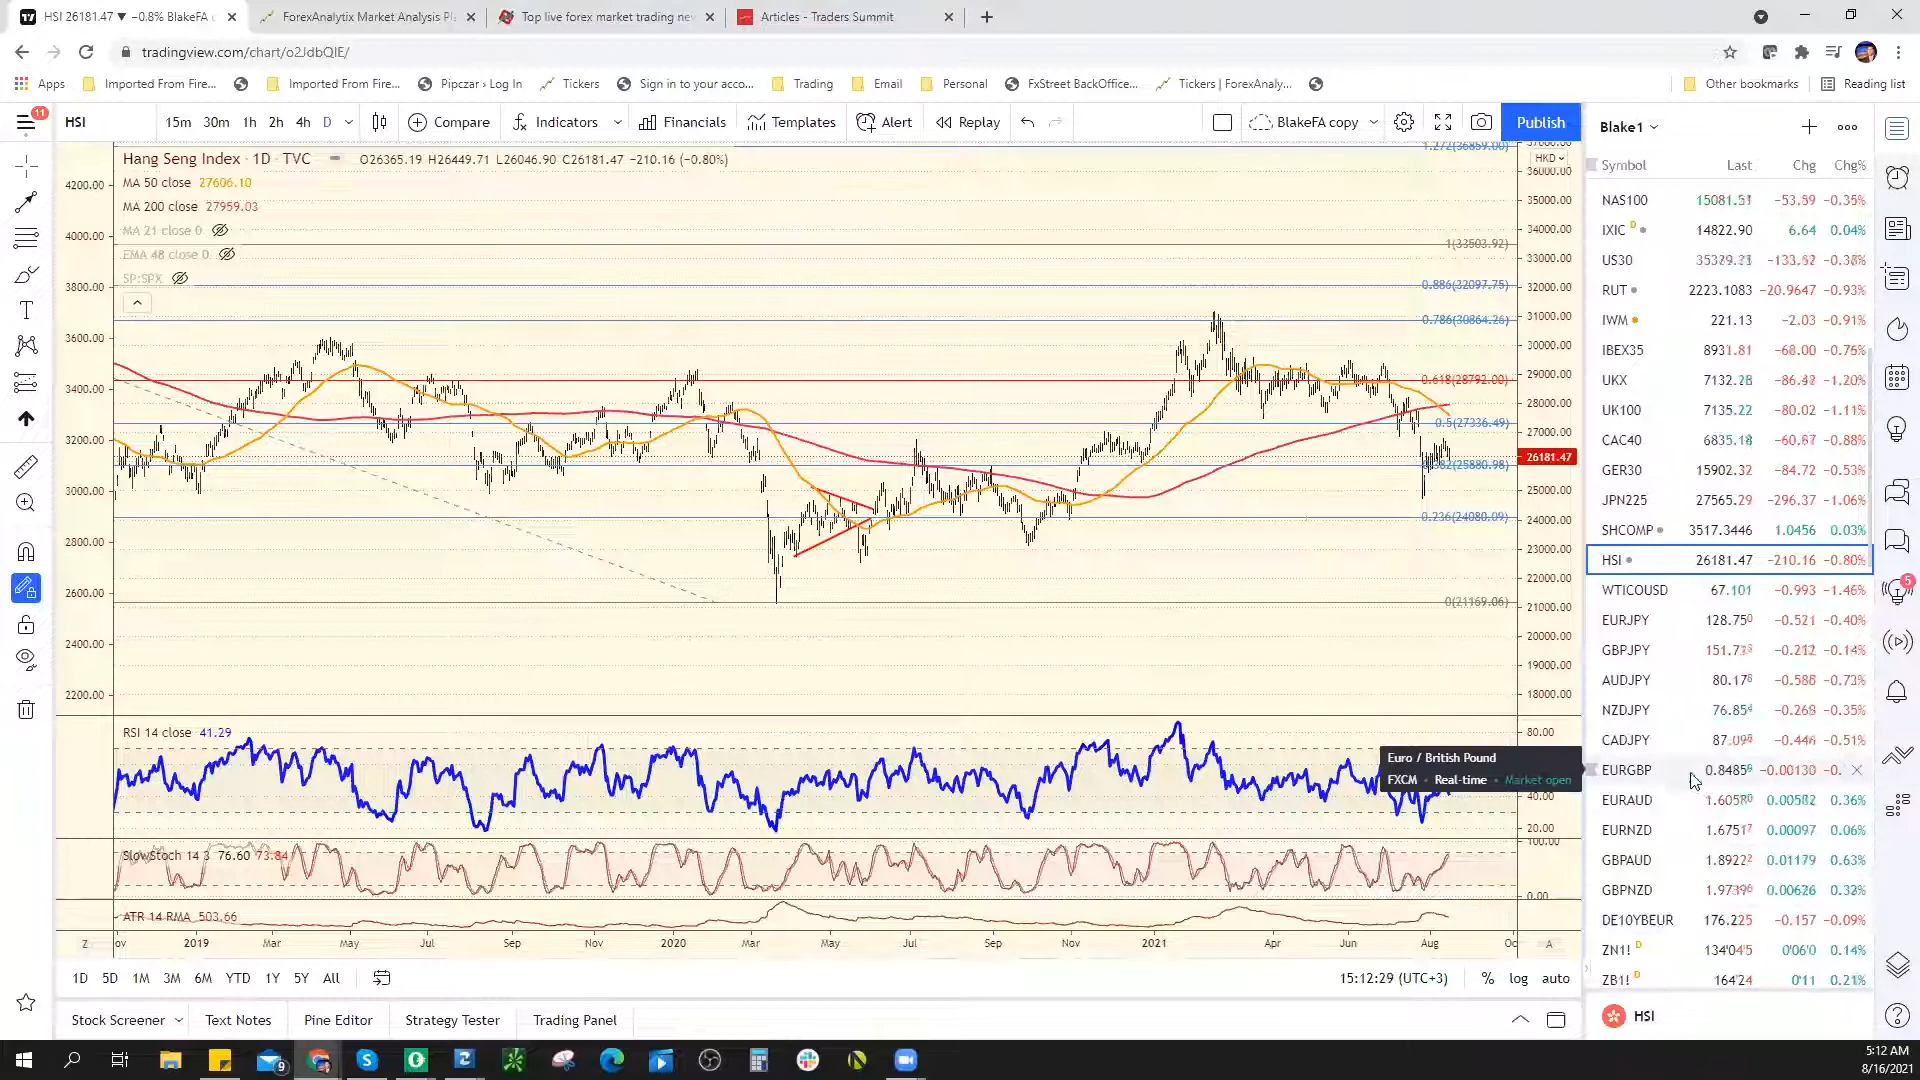 HSI 26181.47 ▼ −0.8% BlakeFA c
ForexAnalytix Market Analysis Pl
Top live forex market trading nev
Articles - Traders Summit
tradingview.com/chart/o2JdbQIE/
Apps
Imported From Fire...
Imported From Fire...
Pipczar › Log In
Tickers
Sign in to your acco...
Trading
Email
Personal
FxStreet BackOffice...
Tickers | ForexAnaly...
Other bookmarks
Reading list
11
HSI
15m 30m 1h 2h 4h D
Compare
Indicators
Financials
Templates
Alert
Replay
BlakeFA copy
Publish
Hang Seng Index · 1D · TVC
O26365.19 H26449.71 L26046.90 C26181.47 −210.16 (−0.80%)
MA 50 close 27606.10
MA 200 close 27959.03
MA 21 close 0
EMA 48 close 0
SP:SPX
4200.00
4000.00
3800.00
3600.00
3400.00
3200.00
3000.00
2800.00
2600.00
2400.00
2200.00
1.272(36859.00)
1(33503.92)
0.886(32097.75)
0.786(30864.26)
0.618(28792.00)
0.5(27336.49)
0.382(25880.98)
0.236(24080.09)
0(21169.06)
HKD
36000.00
35000.00
34000.00
33000.00
32000.00
31000.00
30000.00
29000.00
28000.00
27000.00
26181.47
25000.00
24000.00
23000.00
22000.00
21000.00
20000.00
19000.00
18000.00
RSI 14 close 41.29
80.00
40.00
20.00
Euro / British Pound
FXCM • Real-time • Market open
SlowStoch 14 3 76.60 73.84
100.00
0.00
ATR 14 RMA 503.66
Z
ov 2019 Mar May Jul Sep Nov 2020 Mar May Jul Sep Nov 2021 Apr Jun Aug Oc
A
1D 5D 1M 3M 6M YTD 1Y 5Y All
15:12:29 (UTC+3)
% log auto
Stock Screener
Text Notes
Pine Editor
Strategy Tester
Trading Panel
Blake1
Symbol Last Chg Chg%
NAS100 −0.35%
IXIC D 14822.90 6.64 0.04%
US30
RUT 2223.1083 −20.9647 −0.93%
IWM 221.13 −2.03 −0.91%
IBEX35 8931.81 −68.00
UKX −1.20%
UK100 7135.22 −80.02 −1.11%
CAC40 −0.88%
GER30 15902.32 −84.72 −0.53%
JPN225 27565.29 −296.37 −1.06%
SHCOMP 3517.3446 1.0456 0.03%
HSI 26181.47 −210.16 −0.80%
WTICOUSD 67.101 −0.993 −1.46%
EURJPY 128.750 −0.521 −0.40%
GBPJPY −0.212 −0.14%
AUDJPY
NZDJPY 76.854 −0.35%
CADJPY −0.446 −0.51%
EURGBP −0.00130
EURAUD 0.36%
EURNZD 1.67517 0.00097 0.06%
GBPAUD 1.89222 0.01179 0.63%
GBPNZD 0.00626 0.32%
DE10YBEUR 176.225 −0.157 −0.09%
ZN1! D 134'04'5 0'06'0 0.14%
ZB1! D 164'24 0'11 0.21%
HSI
5
9
5:12 AM
8/16/2021